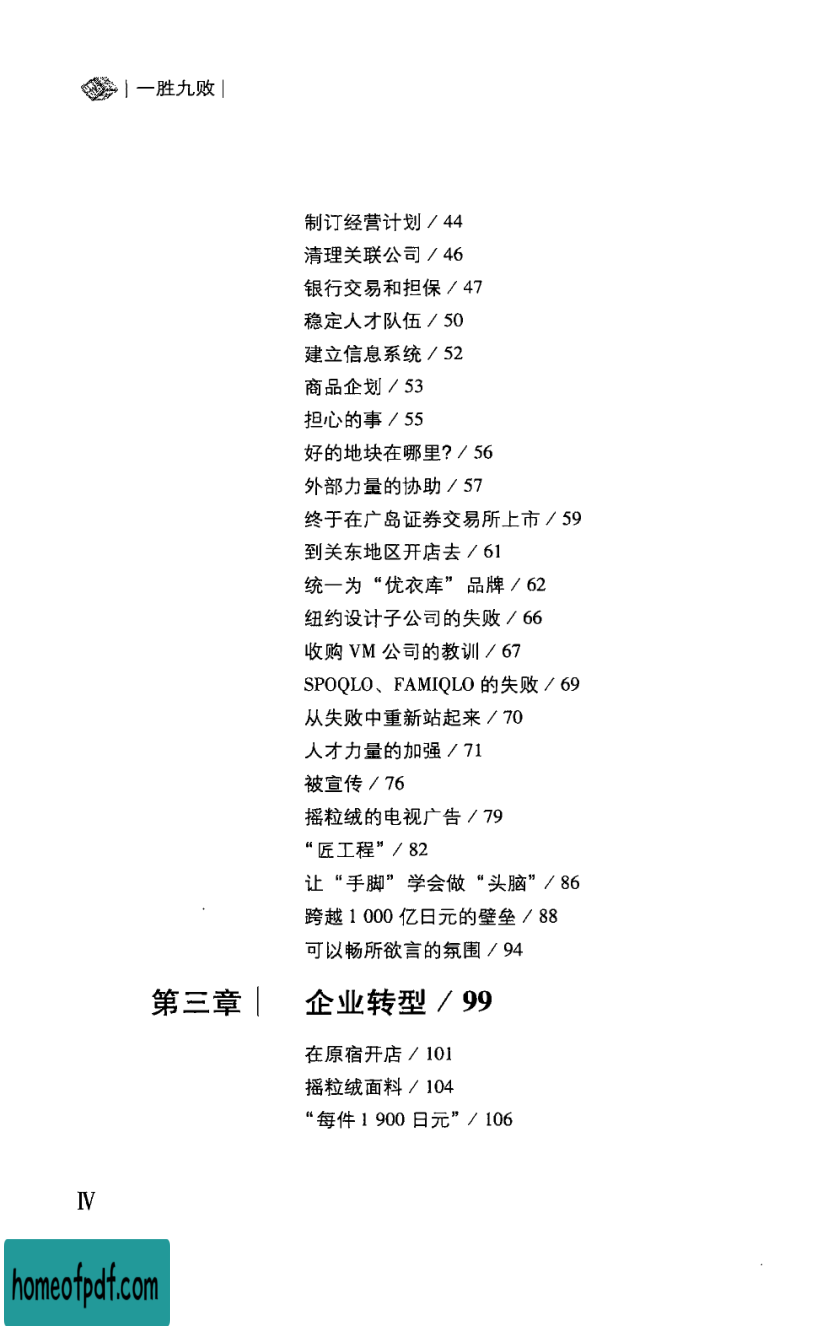 |一胜九败|
制订经营计划 / 44
清理关联公司 / 46
银行交易和担保 / 47
稳定人才队伍 / 50
建立信息系统 / 52
商品企划 / 53
担心的事 / 55
好的地块在哪里? / 56
外部力量的协助 / 57
终于在广岛证券交易所上市 / 59
到关东地区开店去 / 61
统一为“优衣库”品牌 / 62
纽约设计子公司的失败 / 66
收购 VM 公司的教训 / 67
SPOQLO、FAMIQLO 的失败 / 69
从失败中重新站起来 / 70
人才力量的加强 / 71
被宣传 / 76
摇粒绒的电视广告 / 79
“匠工程” / 82
让“手脚”学会做“头脑” / 86
跨越 1 000 亿日元的壁垒 / 88
可以畅所欲言的氛围 / 94
第三章| 企业转型 / 99
在原宿开店 / 101
摇粒绒面料 / 104
“每件 1 900 日元” / 106
Ⅳ
homeofpdf.com